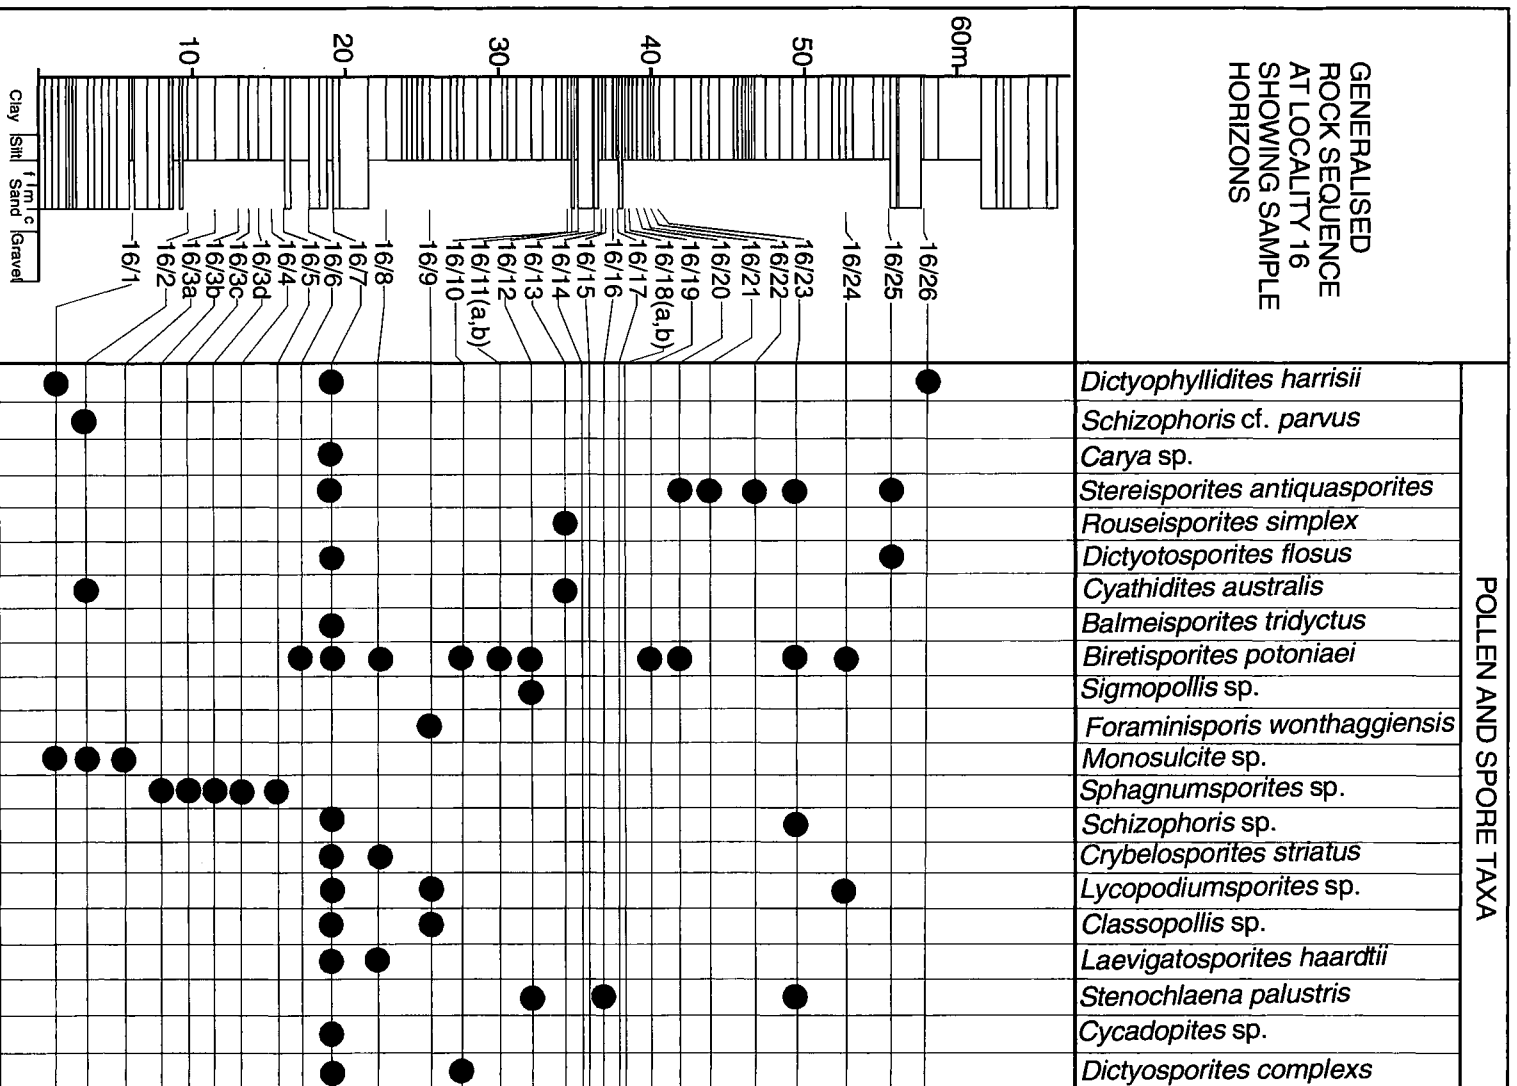 GENERALISED
ROCK SEQUENCE
AT LOCALITY 16
SHOWING SAMPLE
HORIZONS
10
20
30
40
50
60m
Clay
Silt
f m c
Sand
Gravel
16/1
16/2
16/3a
16/3b
16/3c
16/3d
16/4
16/5
16/6
16/7
16/8
16/9
16/10
16/11(a,b)
16/12
16/13
16/14
16/15
16/16
16/17
16/18(a,b)
16/19
16/20
16/21
16/22
16/23
16/24
16/25
16/26
POLLEN AND SPORE TAXA
Dictyophyllidites harrisii
Schizophoris cf. parvus
Carya sp.
Stereisporites antiquasporites
Rouseisporites simplex
Dictyotosporites flosus
Cyathidites australis
Balmeisporites tridyctus
Biretisporites potoniaei
Sigmopollis sp.
Foraminisporis wonthaggiensis
Monosulcite sp.
Sphagnumsporites sp.
Schizophoris sp.
Crybelosporites striatus
Lycopodiumsporites sp.
Classopollis sp.
Laevigatosporites haardtii
Stenochlaena palustris
Cycadopites sp.
Dictyosporites complexs